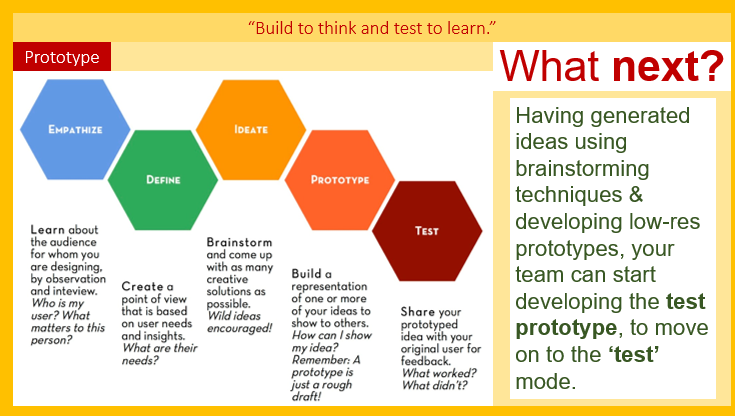 “Build to think and test to learn.”
Prototype
What next?
EMPATHIZE
DEFINE
IDEATE
PROTOTYPE
TEST
Learn about
the audience
for whom you
are designing,
by observation
and inteview.
Who is my
user? What
matters to this
person?
Create a
point of view
that is based
on user needs
and insights.
What are their
needs?
Brainstorm
and come up
with as many
creative
solutions as
possible.
Wild ideas
encouraged!
Build a
representation
of one or more
of your ideas to
show to others.
How can I show
my idea?
Remember: A
prototype is
just a rough
draft!
Share your
prototyped
idea with your
original user for
feedback.
What worked?
What didn’t?
Having generated
ideas using
brainstorming
techniques &
developing low-res
prototypes, your
team can start
developing the test
prototype, to move
on to the ‘test’
mode.